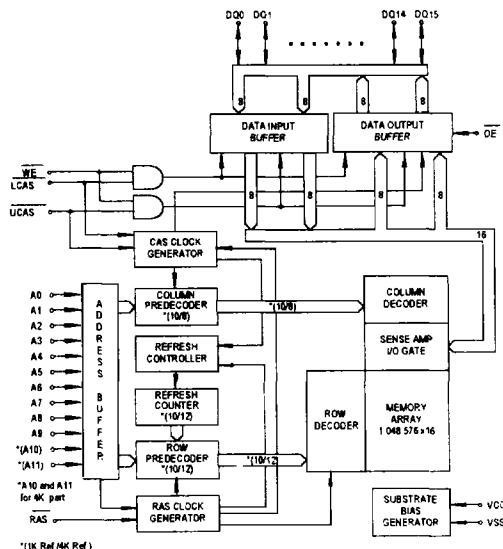 DQ0 DQ1 DQ14 DQ15
8 8 8 8
DATA INPUT BUFFER
DATA OUTPUT BUFFER
OE
WE
LCAS
UCAS
8 8 8 8
16
CAS CLOCK GENERATOR
A0
A1
A2
A3
A4
A5
A6
A7
A8
A9
*(A10)
*(A11)
*A10 and A11
for 4K part
RAS
*(1K Ref/4K Ref)
ADDRESS BUFFER
COLUMN PREDECODER *(10/8)
*(10/8)
REFRESH CONTROLLER
REFRESH COUNTER *(10/12)
ROW PREDECODER *(10/12)
*(10/12)
RAS CLOCK GENERATOR
COLUMN DECODER
SENSE AMP I/O GATE
ROW DECODER
MEMORY ARRAY 1 048 576 x 16
SUBSTRATE BIAS GENERATOR
VCC
VSS